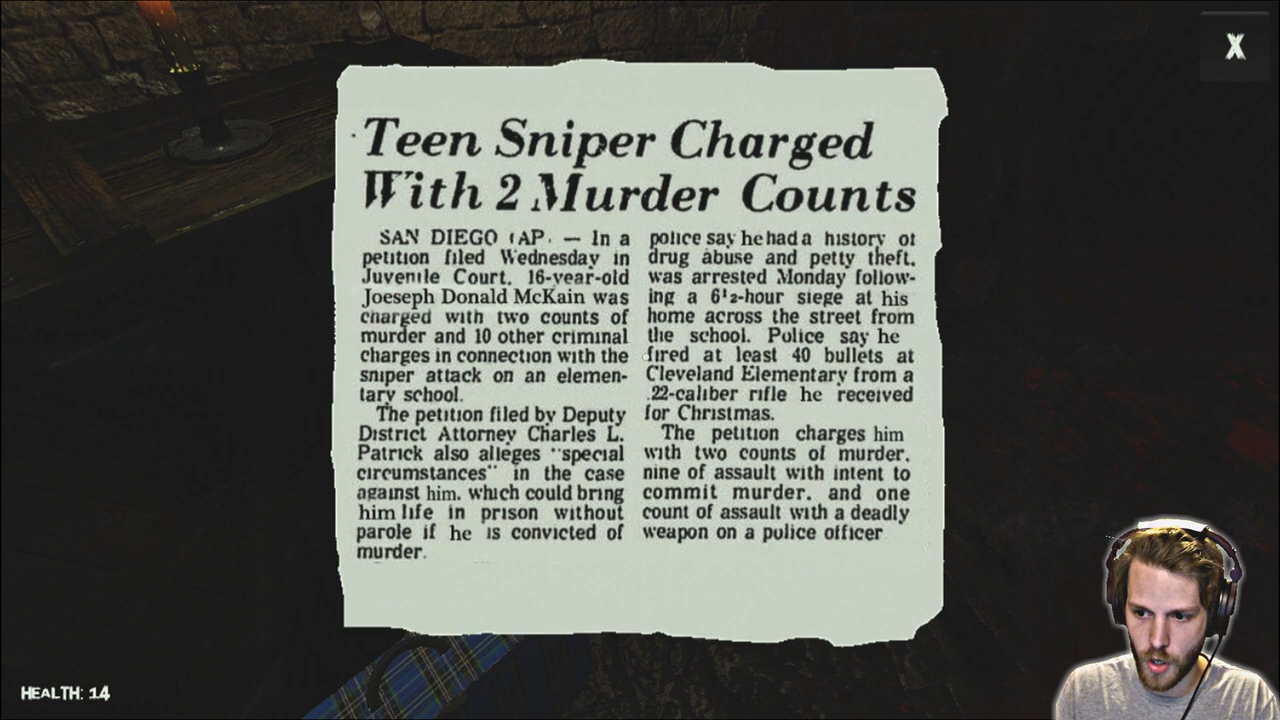 Teen Sniper Charged
With 2 Murder Counts
SAN DIEGO (AP. — In a
petition filed Wednesday in
Juvenile Court, 16-year-old
Joeseph Donald McKain was
charged with two counts of
murder and 10 other criminal
charges in connection with the
sniper attack on an elemen-
tary school.
The petition filed by Deputy
District Attorney Charles L.
Patrick also alleges "special
circumstances" in the case
against him, which could bring
him life in prison without
parole if he is convicted of
murder.
police say he had a history of
drug abuse and petty theft,
was arrested Monday follow-
ing a 6½-hour siege at his
home across the street from
the school. Police say he
fired at least 40 bullets at
Cleveland Elementary from a
.22-caliber rifle he received
for Christmas.
The petition charges him
with two counts of murder,
nine of assault with intent to
commit murder, and one
count of assault with a deadly
weapon on a police officer
X
HEALTH: 14